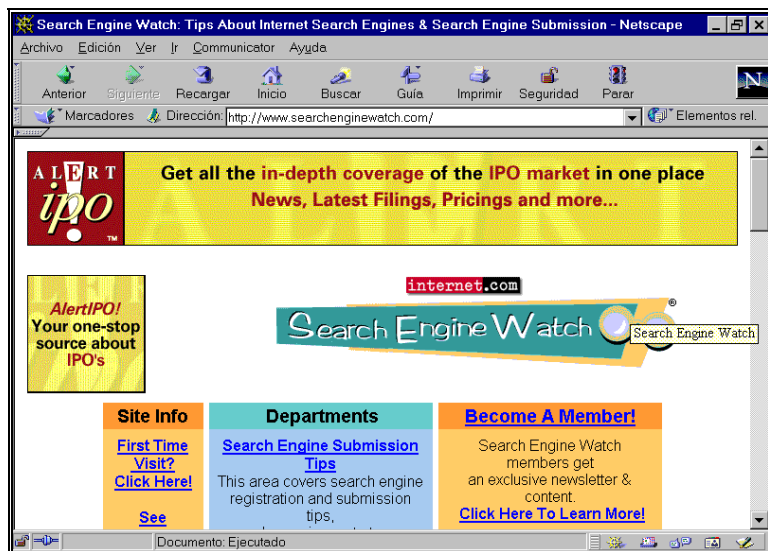 Search Engine Watch: Tips About Internet Search Engines & Search Engine Submission - Netscape
Archivo Edición Ver Ir Communicator Ayuda
Anterior Siguiente Recargar Inicio Buscar Guía Imprimir Seguridad Parar
N
Marcadores Dirección: http://www.searchenginewatch.com/ Elementos rel.
ALERT
ipo
TM
Get all the in-depth coverage of the IPO market in one place
News, Latest Filings, Pricings and more...
AlertIPO!
Your one-stop
source about
IPO's
internet.com
Search Engine Watch
®
Search Engine Watch
Site Info
First Time
Visit?
Click Here!
See
Departments
Search Engine Submission
Tips
This area covers search engine
registration and submission
tips,
Become A Member!
Search Engine Watch
members get
an exclusive newsletter &
content.
Click Here To Learn More!
Documento: Ejecutado